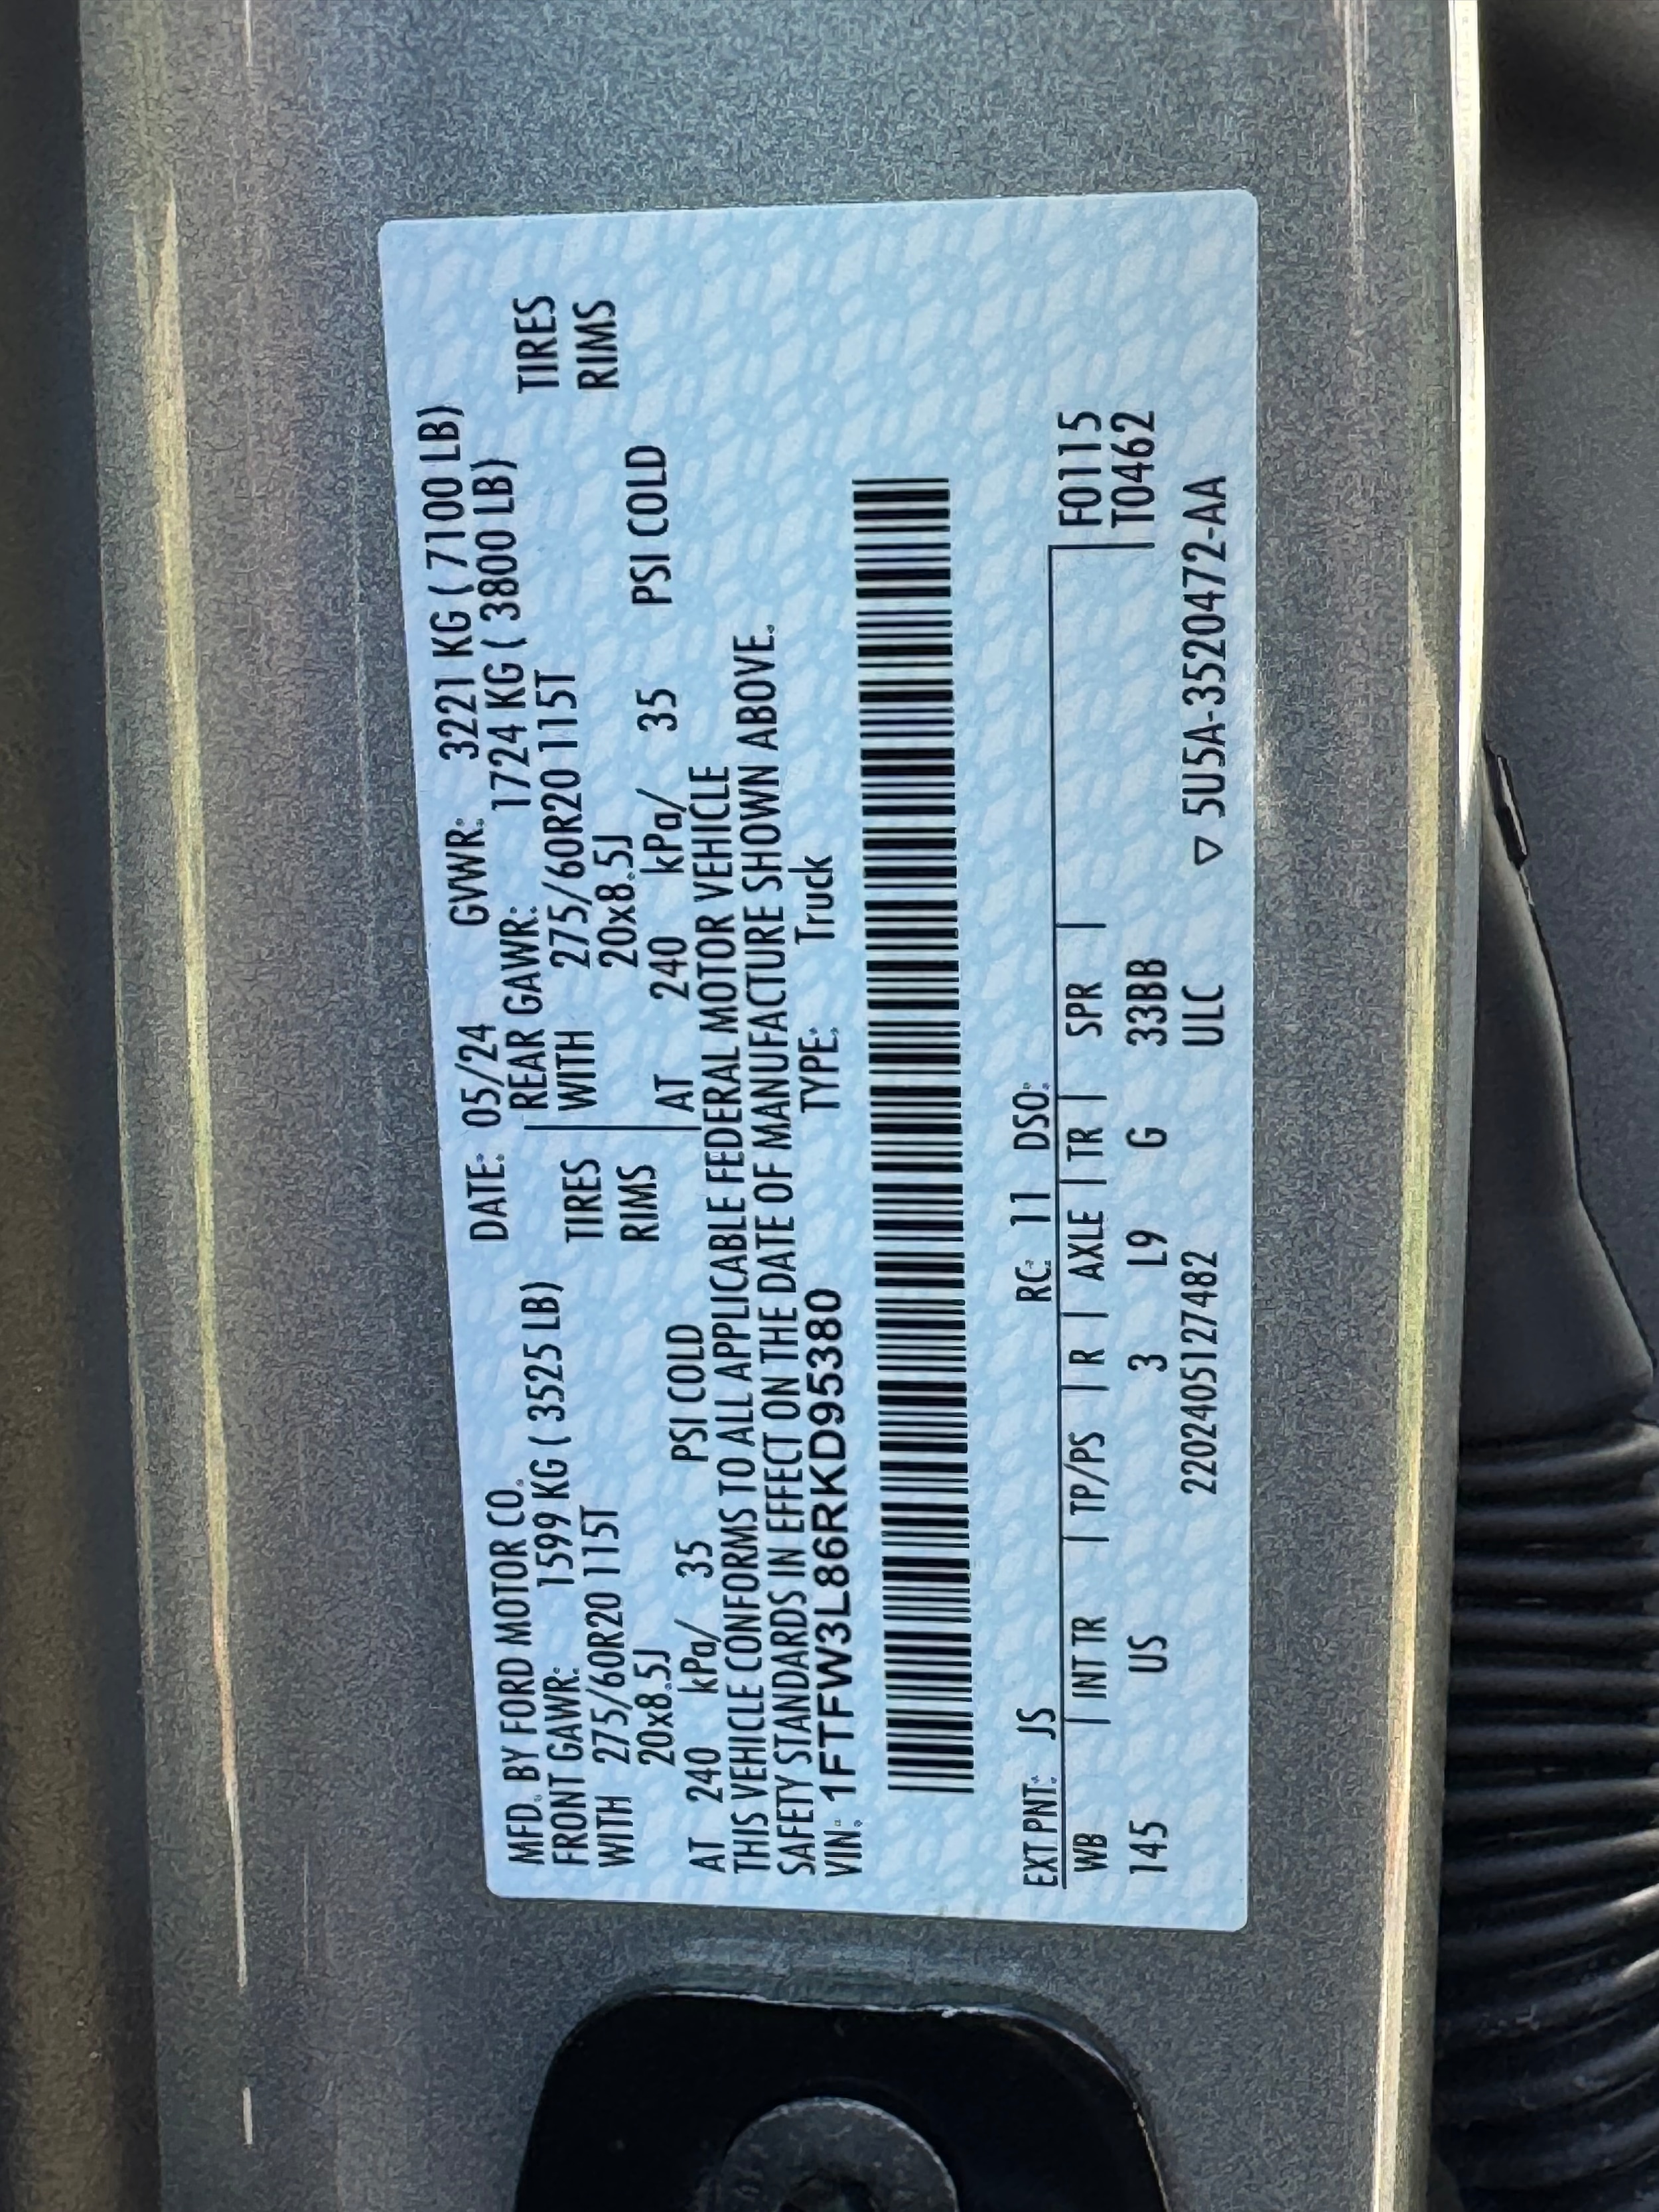 MFD. BY FORD MOTOR CO. DATE: 05/24 GVWR: 3221 KG ( 7100 LB)
FRONT GAWR: 1599 KG ( 3525 LB) REAR GAWR: 1724 KG ( 3800 LB)
WITH 275/60R20 115T TIRES WITH 275/60R20 115T TIRES
20x8.5J RIMS 20x8.5J RIMS
AT 240 kPa/ 35 PSI COLD AT 240 kPa/ 35 PSI COLD
THIS VEHICLE CONFORMS TO ALL APPLICABLE FEDERAL MOTOR VEHICLE
SAFETY STANDARDS IN EFFECT ON THE DATE OF MANUFACTURE SHOWN ABOVE.
VIN: 1FTFW3L86RKD95380 TYPE: Truck
EXT PNT: JS RC: 11 DSO:
WB | INT TR | TP/PS | R | AXLE | TR | SPR | F0115
145 US 3 L9 G 33BB T0462
2202405127482 ULC ▽ 5U5A-3520472-AA